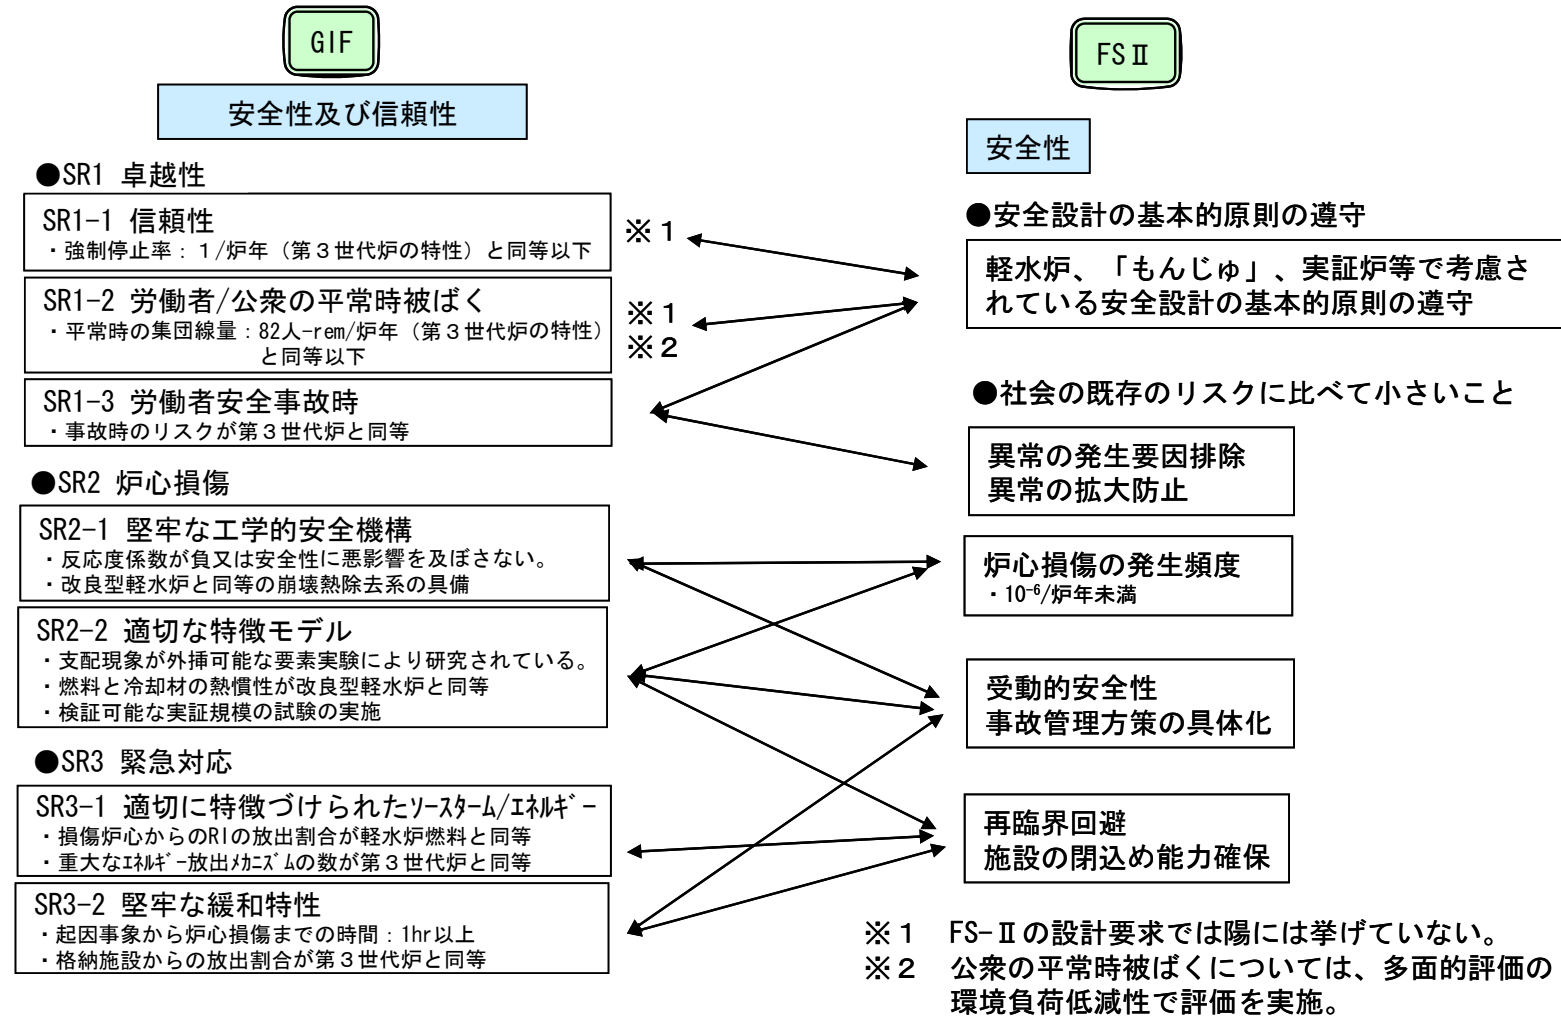 GIF
安全性及び信頼性
●SR1 卓越性
SR1-1 信頼性
・強制停止率：１/炉年（第３世代炉の特性）と同等以下
※１
SR1-2 労働者/公衆の平常時被ばく
・平常時の集団線量：82人-rem/炉年（第３世代炉の特性）
と同等以下
※１
※２
SR1-3 労働者安全事故時
・事故時のリスクが第３世代炉と同等
●SR2 炉心損傷
SR2-1 堅牢な工学的安全機構
・反応度係数が負又は安全性に悪影響を及ぼさない。
・改良型軽水炉と同等の崩壊熱除去系の具備
SR2-2 適切な特徴モデル
・支配現象が外挿可能な要素実験により研究されている。
・燃料と冷却材の熱慣性が改良型軽水炉と同等
・検証可能な実証規模の試験の実施
●SR3 緊急対応
SR3-1 適切に特徴づけられたｿｰｽﾀｰﾑ/ｴﾈﾙｷﾞｰ
・損傷炉心からのRIの放出割合が軽水炉燃料と同等
・重大なｴﾈﾙｷﾞｰ放出ﾒｶﾆｽﾞﾑの数が第３世代炉と同等
SR3-2 堅牢な緩和特性
・起因事象から炉心損傷までの時間：1hr以上
・格納施設からの放出割合が第３世代炉と同等
FSⅡ
安全性
●安全設計の基本的原則の遵守
軽水炉、「もんじゅ」、実証炉等で考慮さ
れている安全設計の基本的原則の遵守
●社会の既存のリスクに比べて小さいこと
異常の発生要因排除
異常の拡大防止
炉心損傷の発生頻度
・10⁻⁶/炉年未満
受動的安全性
事故管理方策の具体化
再臨界回避
施設の閉込め能力確保
※１ FS-Ⅱの設計要求では陽には挙げていない。
※２ 公衆の平常時被ばくについては、多面的評価の
環境負荷低減性で評価を実施。